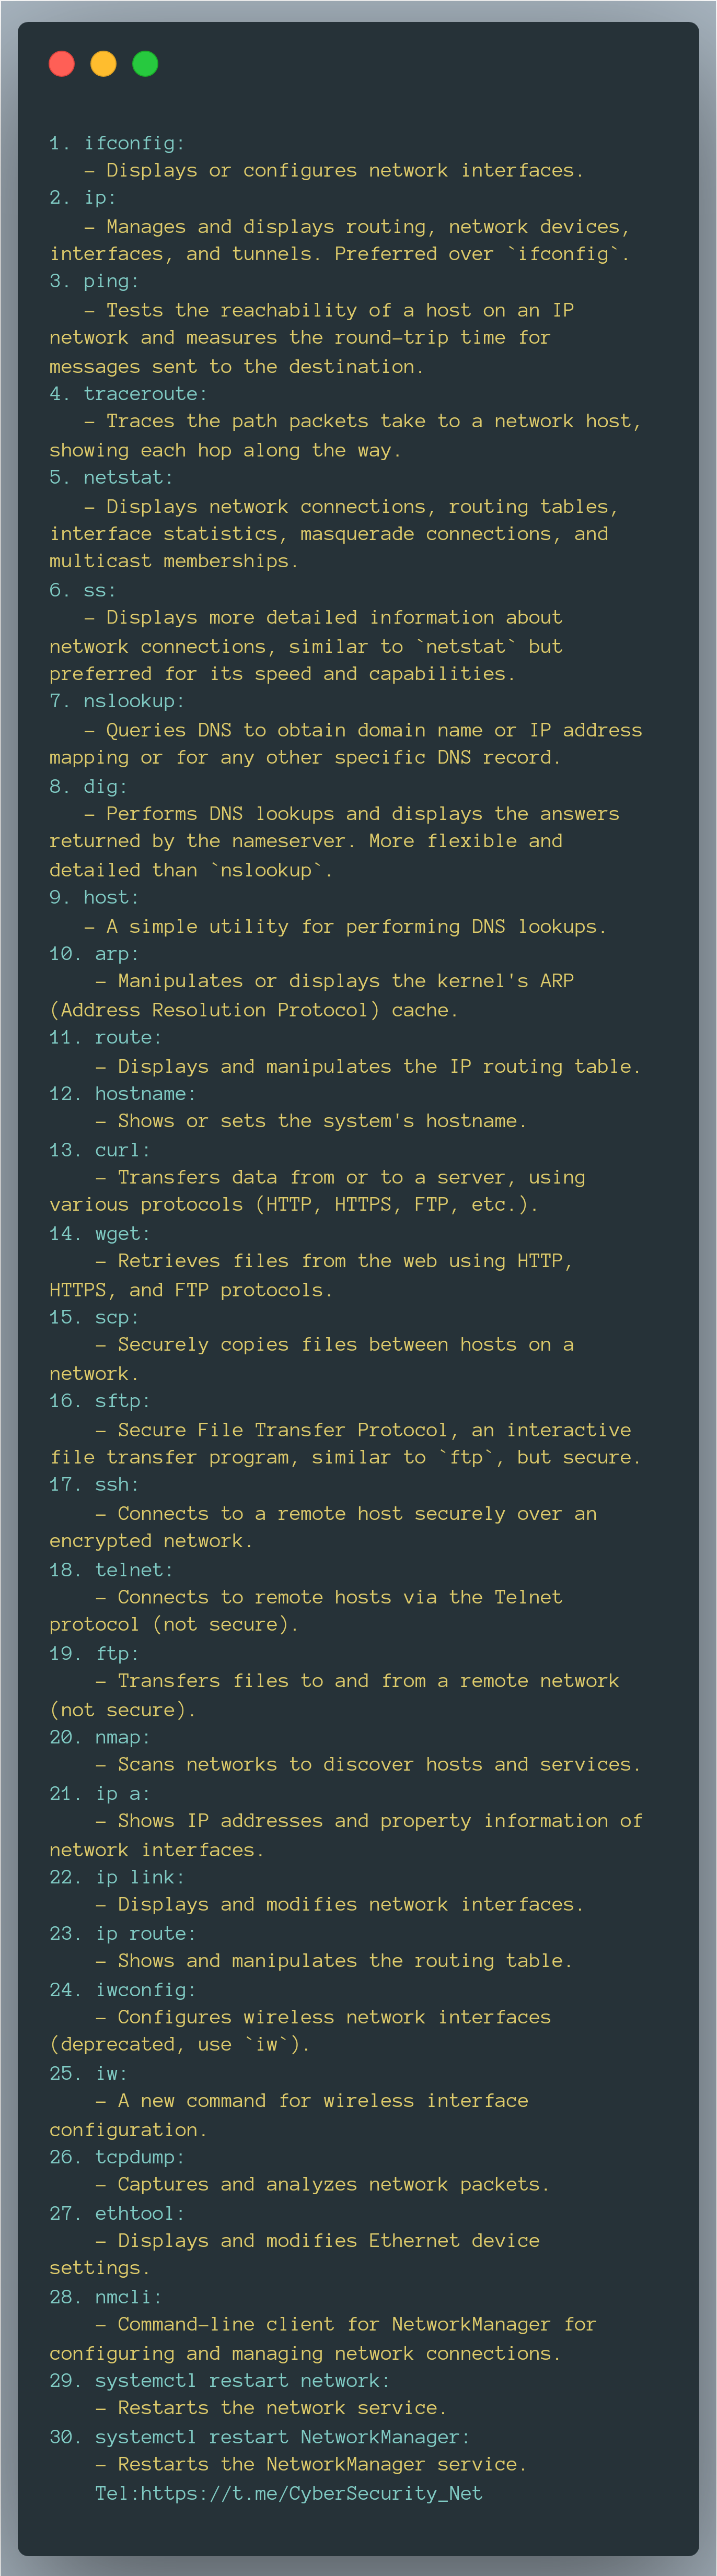 1. ifconfig:
– Displays or configures network interfaces.
2. ip:
– Manages and displays routing, network devices,
interfaces, and tunnels. Preferred over `ifconfig`.
3. ping:
– Tests the reachability of a host on an IP
network and measures the round–trip time for
messages sent to the destination.
4. traceroute:
– Traces the path packets take to a network host,
showing each hop along the way.
5. netstat:
– Displays network connections, routing tables,
interface statistics, masquerade connections, and
multicast memberships.
6. ss:
– Displays more detailed information about
network connections, similar to `netstat` but
preferred for its speed and capabilities.
7. nslookup:
– Queries DNS to obtain domain name or IP address
mapping or for any other specific DNS record.
8. dig:
– Performs DNS lookups and displays the answers
returned by the nameserver. More flexible and
detailed than `nslookup`.
9. host:
– A simple utility for performing DNS lookups.
10. arp:
– Manipulates or displays the kernel's ARP
(Address Resolution Protocol) cache.
11. route:
– Displays and manipulates the IP routing table.
12. hostname:
– Shows or sets the system's hostname.
13. curl:
– Transfers data from or to a server, using
various protocols (HTTP, HTTPS, FTP, etc.).
14. wget:
– Retrieves files from the web using HTTP,
HTTPS, and FTP protocols.
15. scp:
– Securely copies files between hosts on a
network.
16. sftp:
– Secure File Transfer Protocol, an interactive
file transfer program, similar to `ftp`, but secure.
17. ssh:
– Connects to a remote host securely over an
encrypted network.
18. telnet:
– Connects to remote hosts via the Telnet
protocol (not secure).
19. ftp:
– Transfers files to and from a remote network
(not secure).
20. nmap:
– Scans networks to discover hosts and services.
21. ip a:
– Shows IP addresses and property information of
network interfaces.
22. ip link:
– Displays and modifies network interfaces.
23. ip route:
– Shows and manipulates the routing table.
24. iwconfig:
– Configures wireless network interfaces
(deprecated, use `iw`).
25. iw:
– A new command for wireless interface
configuration.
26. tcpdump:
– Captures and analyzes network packets.
27. ethtool:
– Displays and modifies Ethernet device
settings.
28. nmcli:
– Command–line client for NetworkManager for
configuring and managing network connections.
29. systemctl restart network:
– Restarts the network service.
30. systemctl restart NetworkManager:
– Restarts the NetworkManager service.
Tel:https://t.me/CyberSecurity_Net